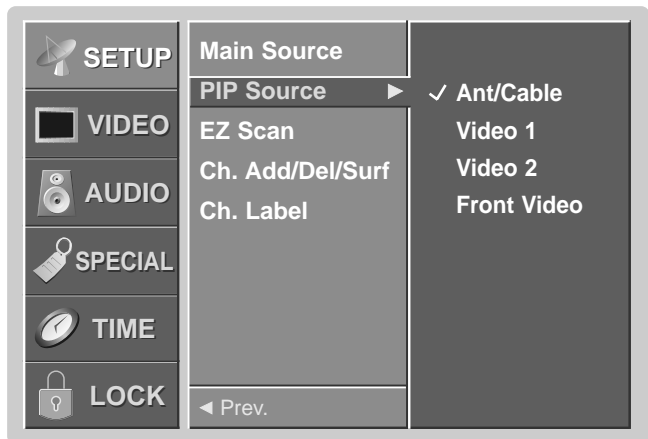 SETUP
VIDEO
AUDIO
SPECIAL
TIME
LOCK
Main Source
PIP Source ►
EZ Scan
Ch. Add/Del/Surf
Ch. Label
◄ Prev.
✓ Ant/Cable
Video 1
Video 2
Front Video